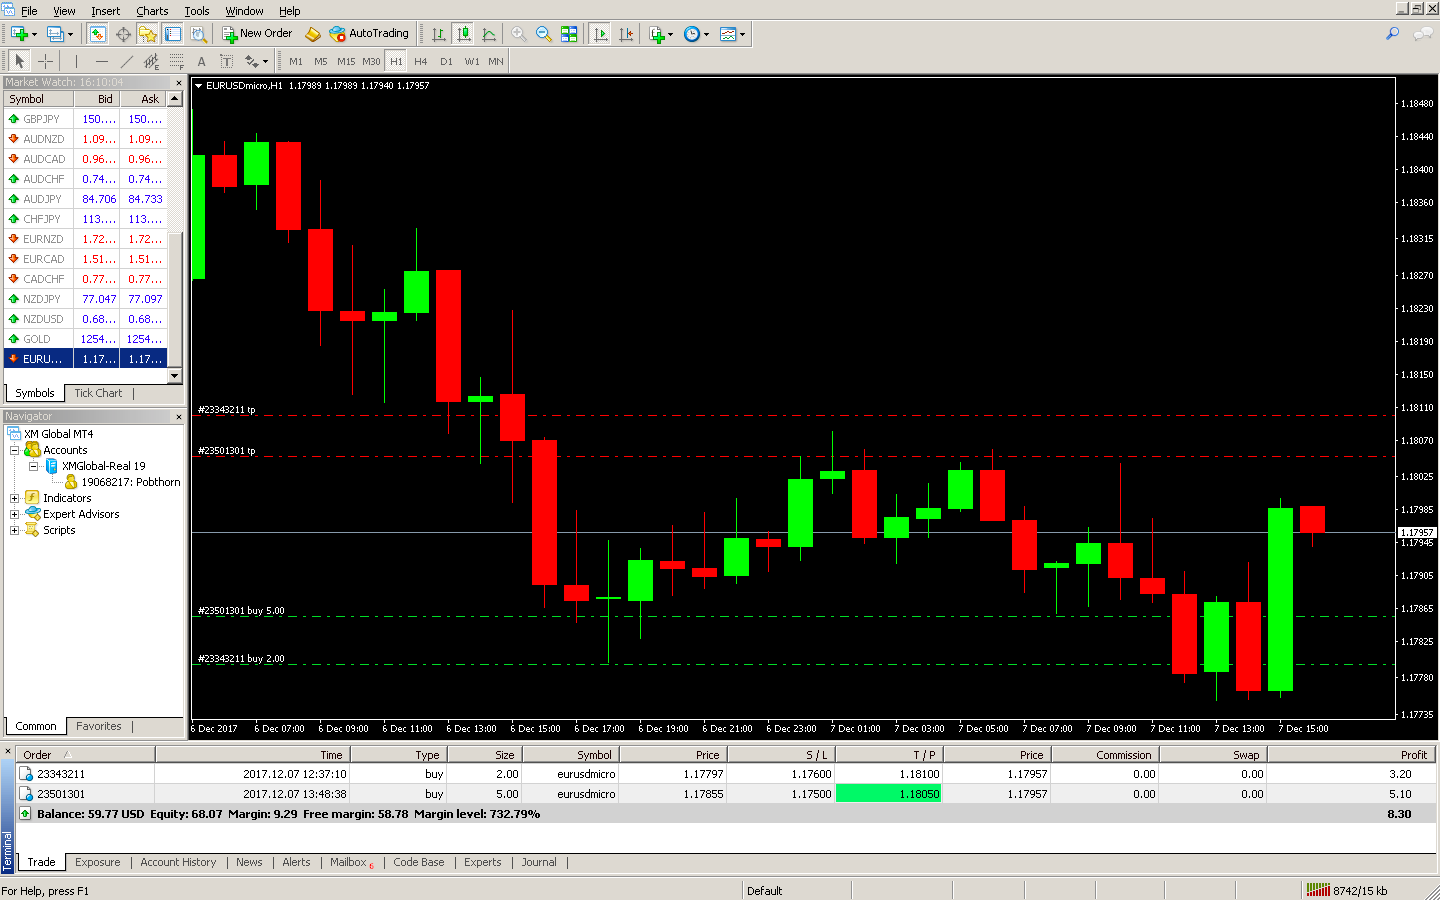 File View Insert Charts Tools Window Help
New Order AutoTrading
A T
M1 M5 M15 M30 H1 H4 D1 W1 MN
Market Watch: 16:10:04
Symbol Bid Ask
GBPJPY 150.... 150....
AUDNZD 1.09... 1.09...
AUDCAD 0.96... 0.96...
AUDCHF 0.74... 0.74...
AUDJPY 84.706 84.733
CHFJPY 113.... 113....
EURNZD 1.72... 1.72...
EURCAD 1.51... 1.51...
CADCHF 0.77... 0.77...
NZDJPY 77.047 77.097
NZDUSD 0.68... 0.68...
GOLD 1254... 1254...
EURU... 1.17... 1.17...
Symbols Tick Chart
Navigator
XM Global MT4
Accounts
XMGlobal-Real 19
19068217: Pobthorn
Indicators
Expert Advisors
Scripts
Common Favorites
EURUSDmicro,H1 1.17989 1.17989 1.17940 1.17957
#23343211 tp
#23501301 tp
#23501301 buy 5.00
#23343211 buy 2.00
1.18480
1.18440
1.18400
1.18360
1.18315
1.18270
1.18230
1.18190
1.18150
1.18110
1.18070
1.18025
1.17985
1.17957
1.17945
1.17905
1.17865
1.17825
1.17780
1.17735
6 Dec 2017 6 Dec 07:00 6 Dec 09:00 6 Dec 11:00 6 Dec 13:00 6 Dec 15:00 6 Dec 17:00 6 Dec 19:00 6 Dec 21:00 6 Dec 23:00 7 Dec 01:00 7 Dec 03:00 7 Dec 05:00 7 Dec 07:00 7 Dec 09:00 7 Dec 11:00 7 Dec 13:00 7 Dec 15:00
Order Time Type Size Symbol Price S / L T / P Price Commission Swap Profit
23343211 2017.12.07 12:37:10 buy 2.00 eurusdmicro 1.17797 1.17600 1.18100 1.17957 0.00 0.00 3.20
23501301 2017.12.07 13:48:38 buy 5.00 eurusdmicro 1.17855 1.17500 1.18050 1.17957 0.00 0.00 5.10
Balance: 59.77 USD Equity: 68.07 Margin: 9.29 Free margin: 58.78 Margin level: 732.79% 8.30
Terminal
Trade Exposure Account History News Alerts Mailbox 6 Code Base Experts Journal
For Help, press F1 Default 8742/15 kb